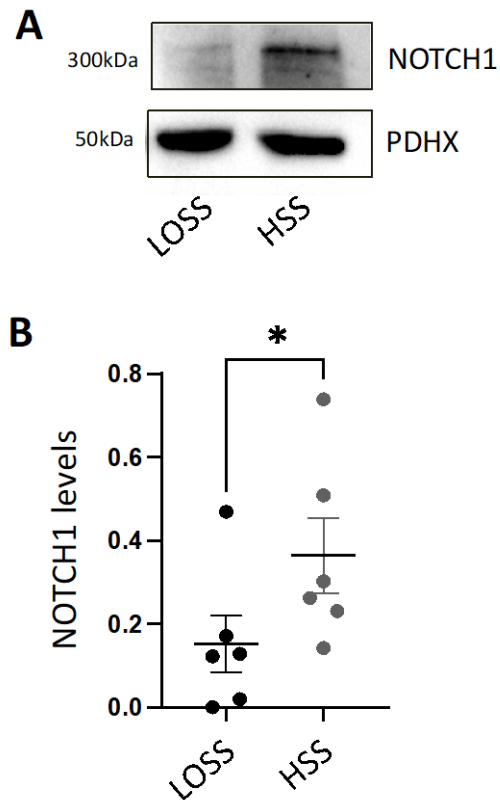 A
300kDa NOTCH1
50kDa PDHX
LOSS HSS
B
*
0.8
0.6
0.4
0.2
0.0
NOTCH1 levels
LOSS HSS